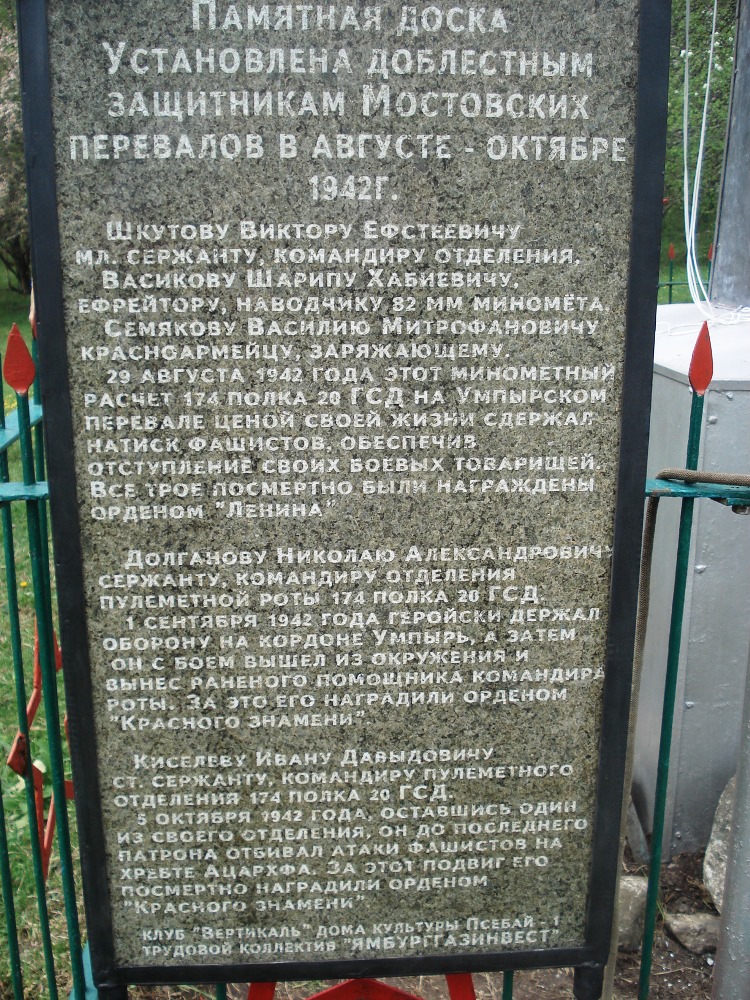 ПАМЯТНАЯ ДОСКА
УСТАНОВЛЕНА ДОБЛЕСТНЫМ
ЗАЩИТНИКАМ МОСТОВСКИХ
ПЕРЕВАЛОВ В АВГУСТЕ - ОКТЯБРЕ
1942Г.
ШКУТОВУ ВИКТОРУ ЕФСТЕЕВИЧУ
МЛ. СЕРЖАНТУ, КОМАНДИРУ ОТДЕЛЕНИЯ.
ВАСИКОВУ ШАРИПУ ХАБИЕВИЧУ.
ЕФРЕЙТОРУ, НАВОДЧИКУ 82 ММ МИНОМЁТА.
СЕМЯКОВУ ВАСИЛИЮ МИТРОФАНОВИЧУ
КРАСНОАРМЕЙЦУ, ЗАРЯЖАЮЩЕМУ.
29 АВГУСТА 1942 ГОДА ЭТОТ МИНОМЕТНЫЙ
РАСЧЕТ 174 ПОЛКА 20 ГСД НА УМПЫРСКОМ
ПЕРЕВАЛЕ ЦЕНОЙ СВОЕЙ ЖИЗНИ СДЕРЖАЛ
НАТИСК ФАШИСТОВ, ОБЕСПЕЧИВ
ОТСТУПЛЕНИЕ СВОИХ БОЕВЫХ ТОВАРИЩЕЙ.
ВСЕ ТРОЕ ПОСМЕРТНО БЫЛИ НАГРАЖДЕНЫ
ОРДЕНОМ "ЛЕНИНА"
ДОЛГАНОВУ НИКОЛАЮ АЛЕКСАНДРОВИЧУ
СЕРЖАНТУ, КОМАНДИРУ ОТДЕЛЕНИЯ
ПУЛЕМЕТНОЙ РОТЫ 174 ПОЛКА 20 ГСД.
1 СЕНТЯБРЯ 1942 ГОДА ГЕРОЙСКИ ДЕРЖАЛ
ОБОРОНУ НА КОРДОНЕ УМПЫРЬ, А ЗАТЕМ
ОН С БОЕМ ВЫШЕЛ ИЗ ОКРУЖЕНИЯ И
ВЫНЕС РАНЕНОГО ПОМОЩНИКА КОМАНДИРА
РОТЫ. ЗА ЭТО ЕГО НАГРАДИЛИ ОРДЕНОМ
"КРАСНОГО ЗНАМЕНИ".
КИСЕЛЕВУ ИВАНУ ДАВЫДОВИЧУ
СТ. СЕРЖАНТУ, КОМАНДИРУ ПУЛЕМЕТНОГО
ОТДЕЛЕНИЯ 174 ПОЛКА 20 ГСД.
5 ОКТЯБРЯ 1942 ГОДА, ОСТАВШИСЬ ОДИН
ИЗ СВОЕГО ОТДЕЛЕНИЯ, ОН ДО ПОСЛЕДНЕГО
ПАТРОНА ОТБИВАЛ АТАКИ ФАШИСТОВ НА
ХРЕБТЕ АЦАРХФА. ЗА ЭТОТ ПОДВИГ ЕГО
ПОСМЕРТНО НАГРАДИЛИ ОРДЕНОМ
"КРАСНОГО ЗНАМЕНИ"
КЛУБ "ВЕРТИКАЛЬ" ДОМА КУЛЬТУРЫ ПСЕБАЙ - 1
ТРУДОВОЙ КОЛЛЕКТИВ "ЯМБУРГГАЗИНВЕСТ"